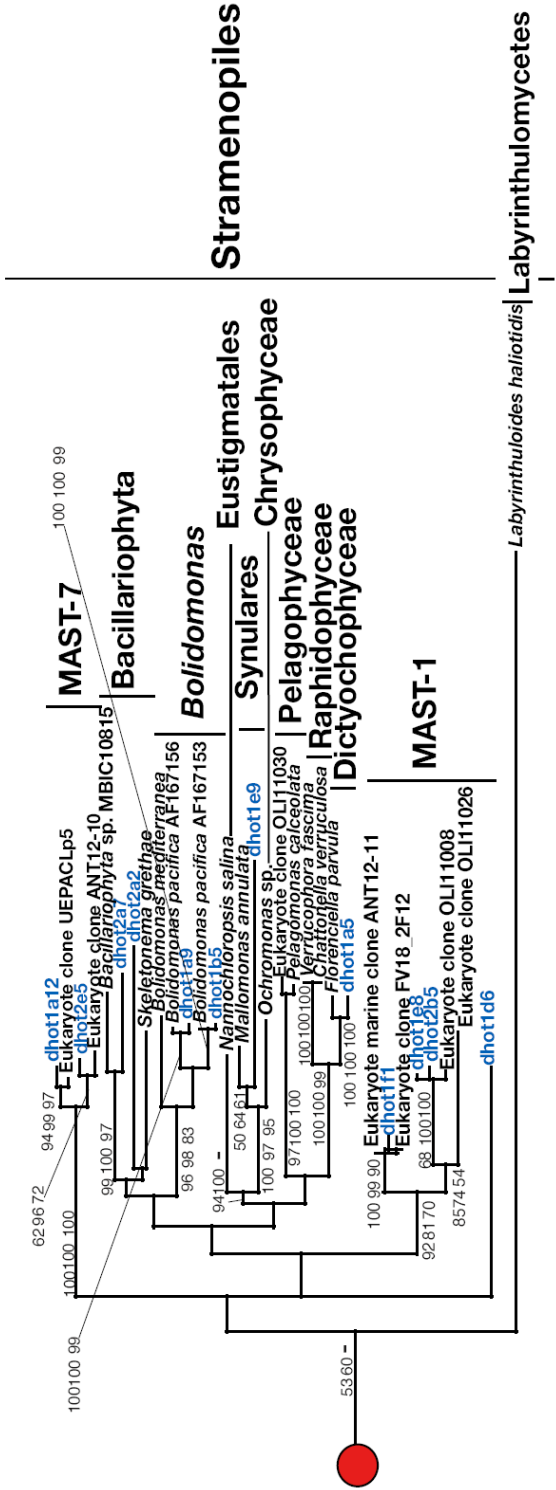 Stramenopiles
Labyrinthulomycetes
MAST-7
Bacillariophyta
Bolidomonas
Eustigmatales
Synulares
Chrysophyceae
Pelagophyceae
Raphidophyceae
Dictyochophyceae
MAST-1
dhot1a12
Eukaryote clone UEPACLp5
dhot2e5
Eukaryote clone ANT12-10
Bacillariophyta sp. MBIC10815
dhot2a7
dhot2a2
Skeletonema grethae
Bolidomonas mediterranea
Bolidomonas pacifica AF167156
dhot1a9
Bolidomonas pacifica AF167153
dhot1b5
Nannochloropsis salina
Mallomonas annulata
dhot1e9
Ochromonas sp.
Eukaryote clone OLI11030
Pelagomonas calceolata
Verrucophora fascima
Chattonella verruculosa
Florenciella parvula
dhot1a5
Eukaryote marine clone ANT12-11
dhot1f1
Eukaryote clone FV18_2F12
dhot1e8
dhot2b5
Eukaryote clone OLI11008
Eukaryote clone OLI11026
dhot1d6
Labyrinthuloides haliotidis
100 100 99
94 99 97
62 96 72
100 100 100
99 100 97
100 100 99
96 98 83
94 100 -
50 64 61
100 97 95
97 100 100
100 100 100
100 100 99
100 100 100
100 99 90
68 100 100
92 81 70
85 74 54
53 60 -